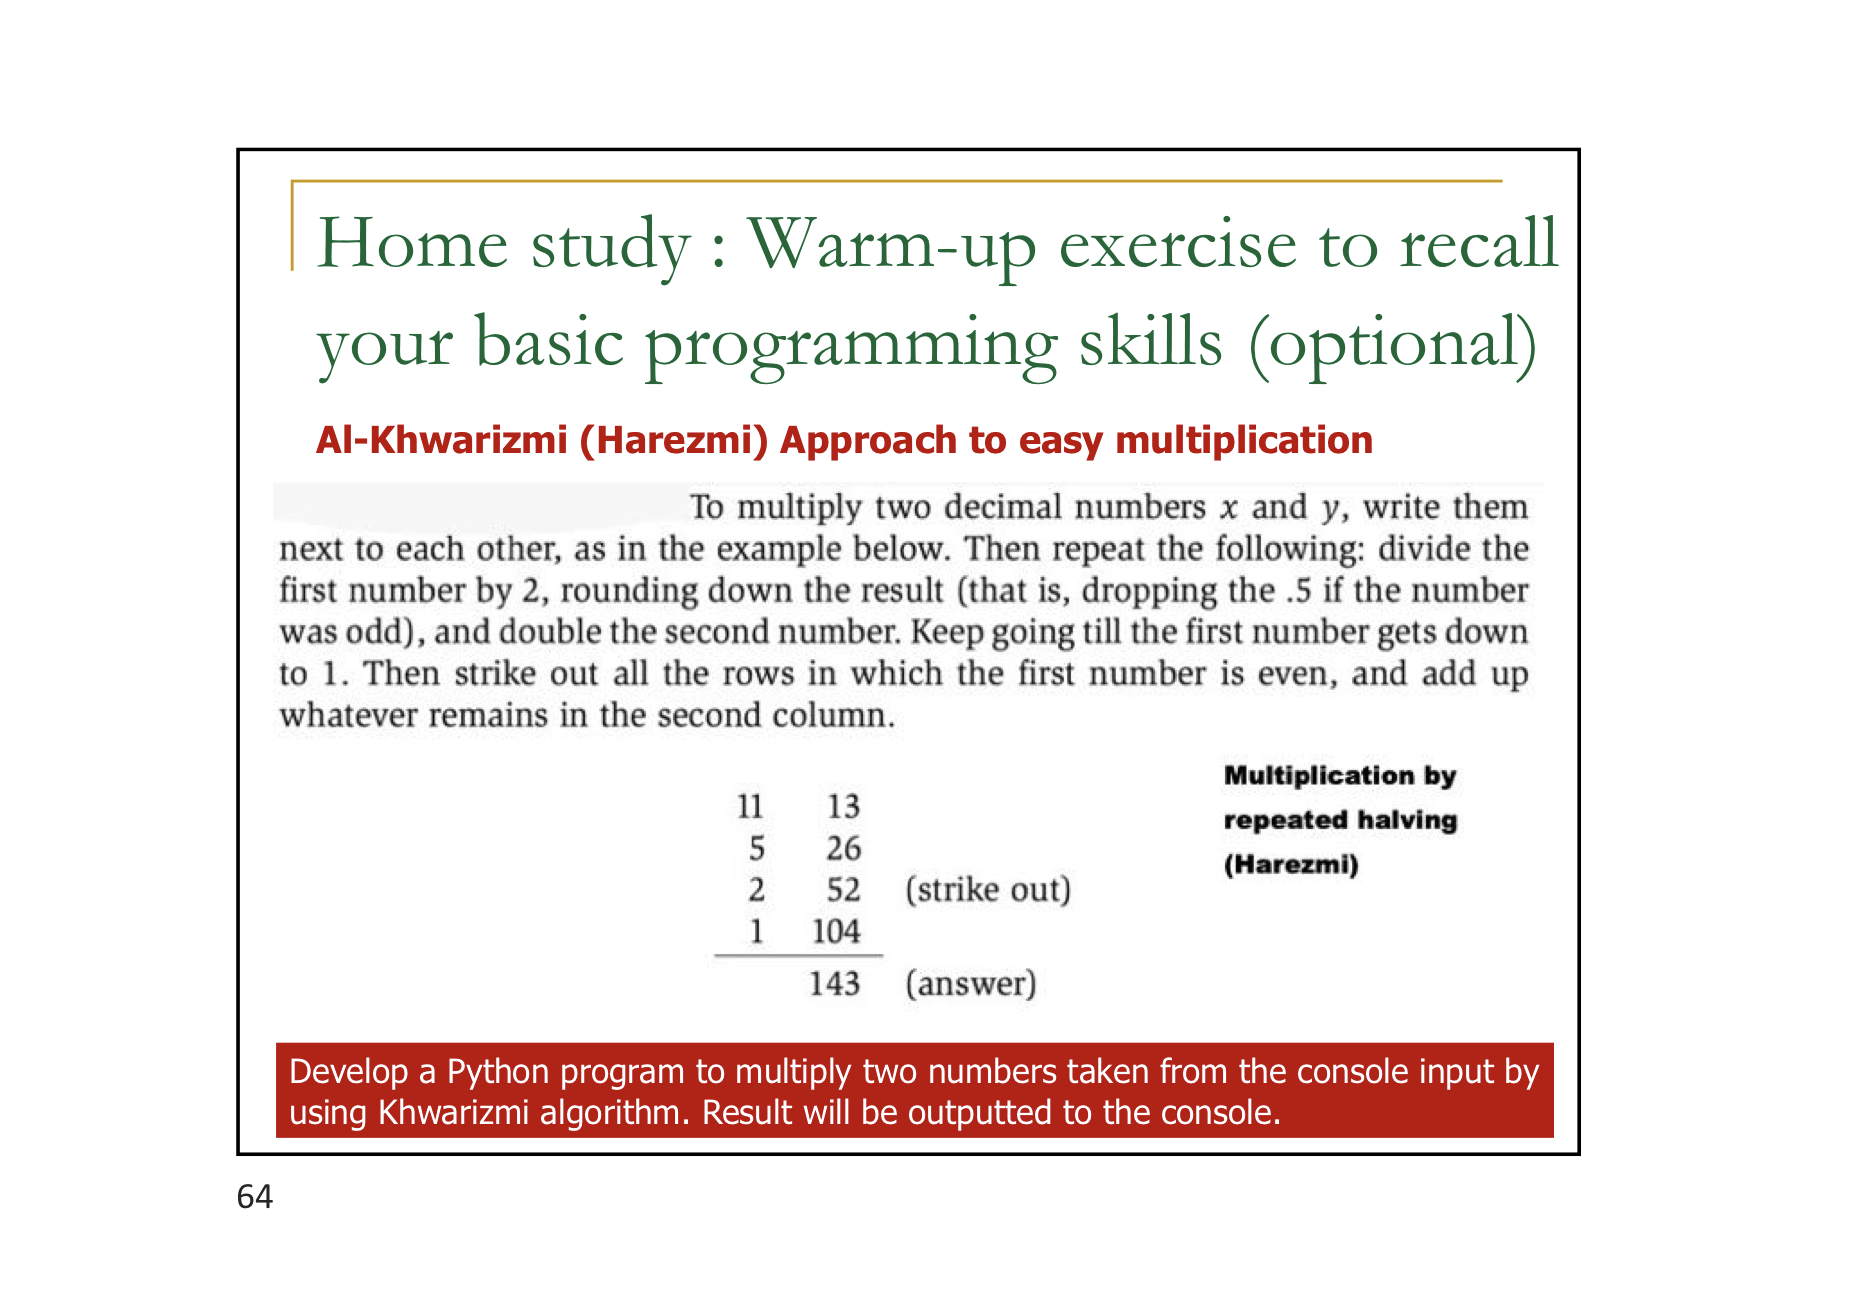 Home study : Warm-up exercise to recall
your basic programming skills (optional)
Al-Khwarizmi (Harezmi) Approach to easy multiplication
To multiply two decimal numbers x and y, write them
next to each other, as in the example below. Then repeat the following: divide the
first number by 2, rounding down the result (that is, dropping the .5 if the number
was odd), and double the second number. Keep going till the first number gets down
to 1. Then strike out all the rows in which the first number is even, and add up
whatever remains in the second column.
11 13
5 26
2 52 (strike out)
1 104
143 (answer)
Multiplication by
repeated halving
(Harezmi)
Develop a Python program to multiply two numbers taken from the console input by
using Khwarizmi algorithm. Result will be outputted to the console.
64